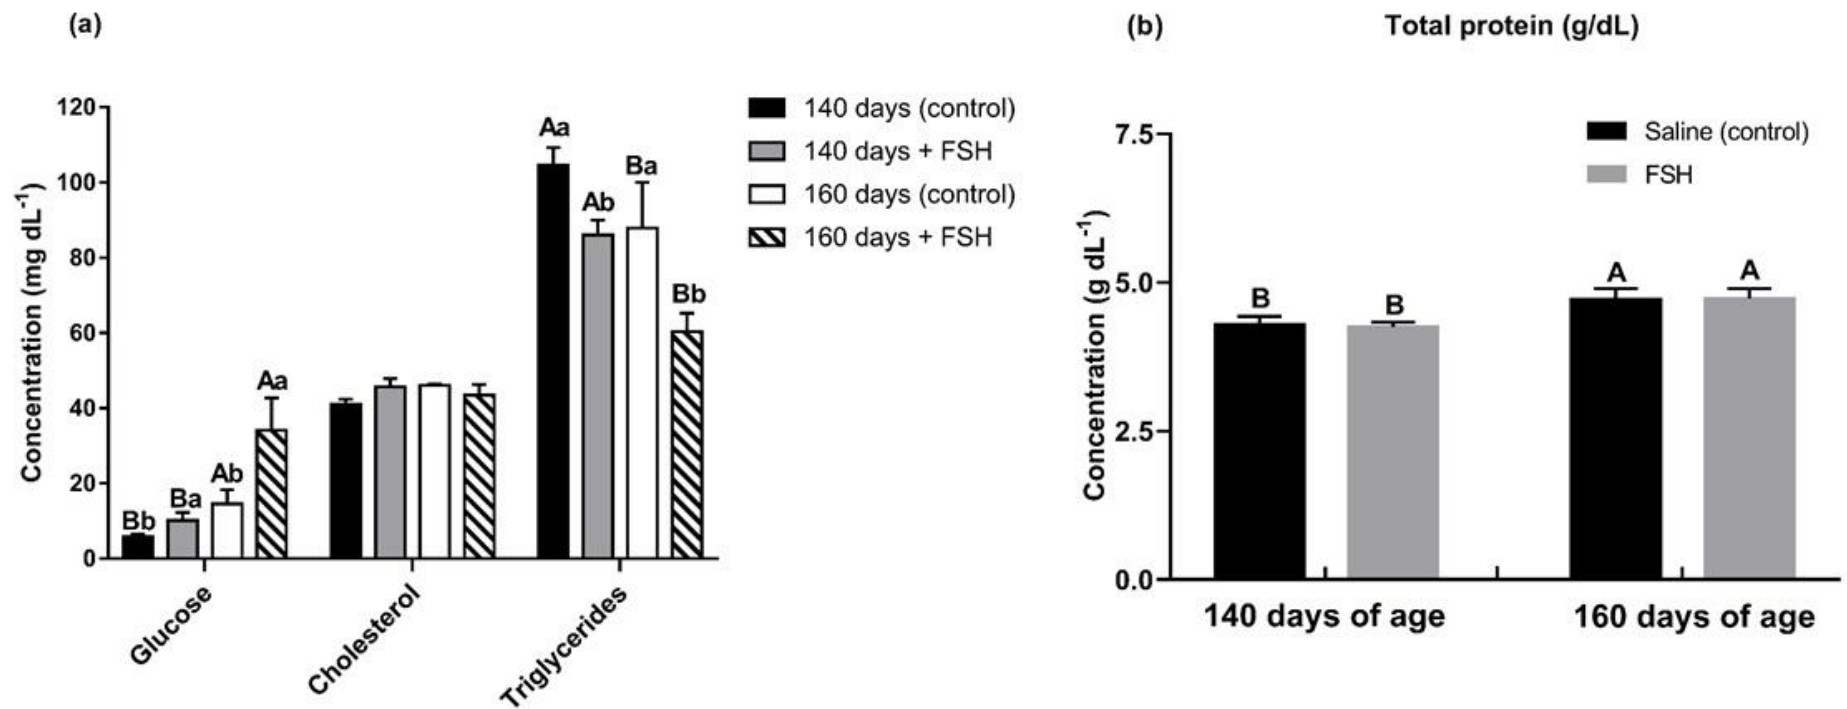 (a)
120
100
80
60
40
20
0
Concentration (mg dL⁻¹)
Bb
Ba
Ab
Aa
Aa
Ab
Ba
Bb
Glucose
Cholesterol
Triglycerides
140 days (control)
140 days + FSH
160 days (control)
160 days + FSH
(b)
Total protein (g/dL)
7.5
5.0
2.5
0.0
Concentration (g dL⁻¹)
Saline (control)
FSH
B
B
A
A
140 days of age
160 days of age